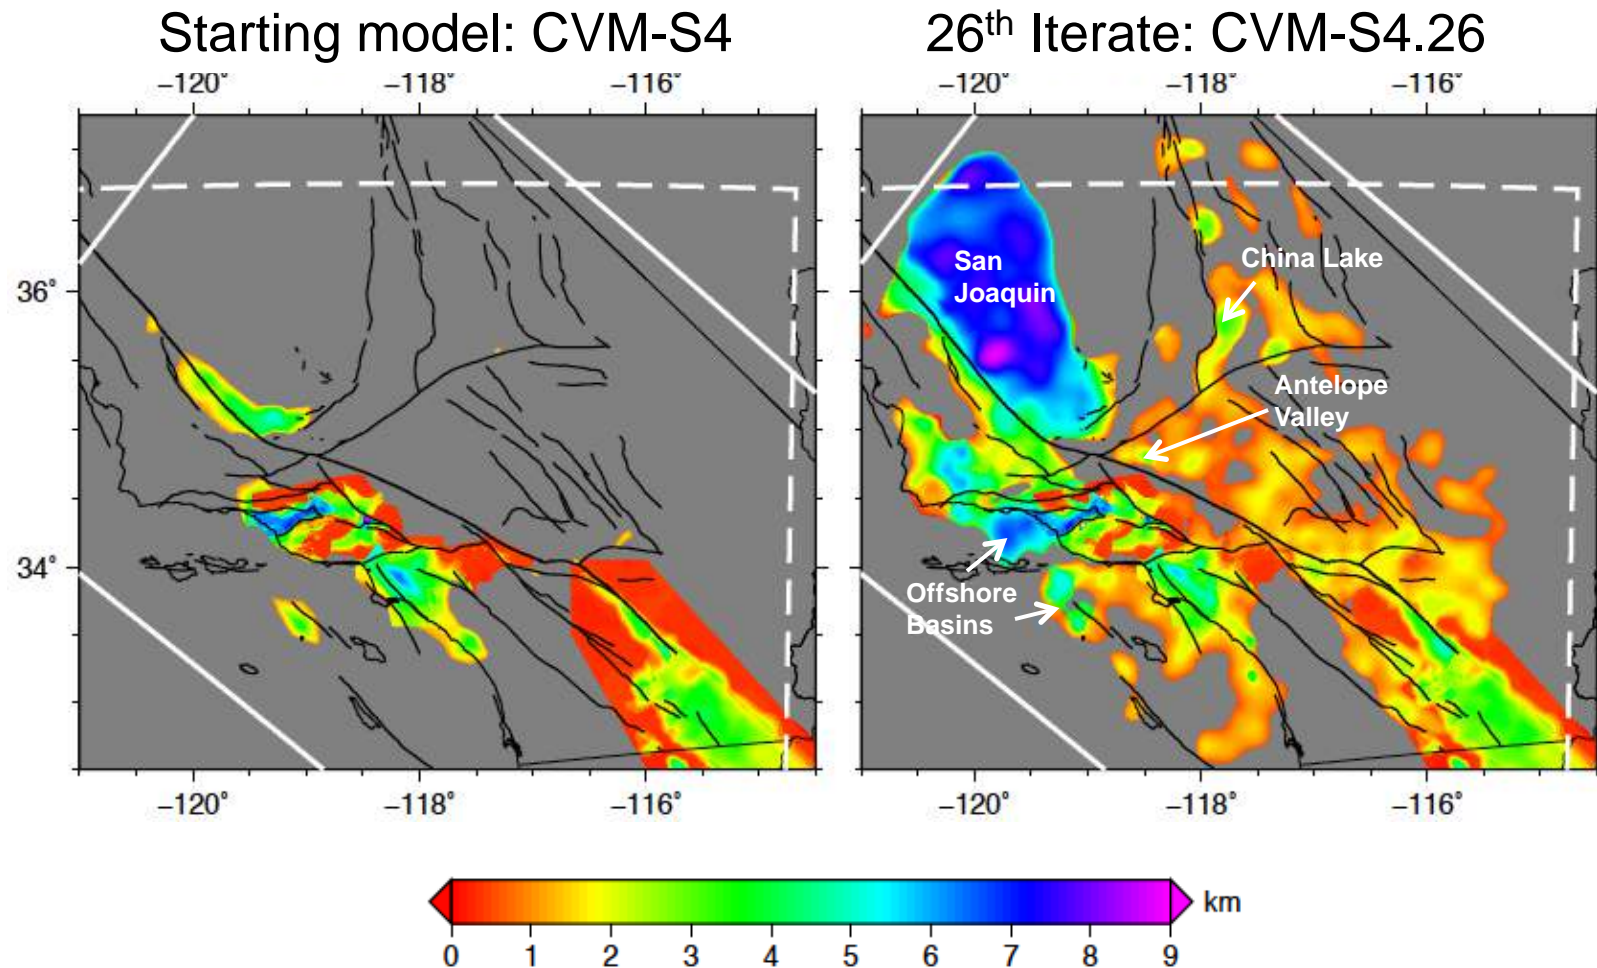 Starting model: CVM-S4
26th Iterate: CVM-S4.26
−120° −118° −116°
−120° −118° −116°
36°
34°
San
Joaquin
China Lake
Antelope
Valley
Offshore
Basins
−120° −118° −116°
−120° −118° −116°
km
0 1 2 3 4 5 6 7 8 9